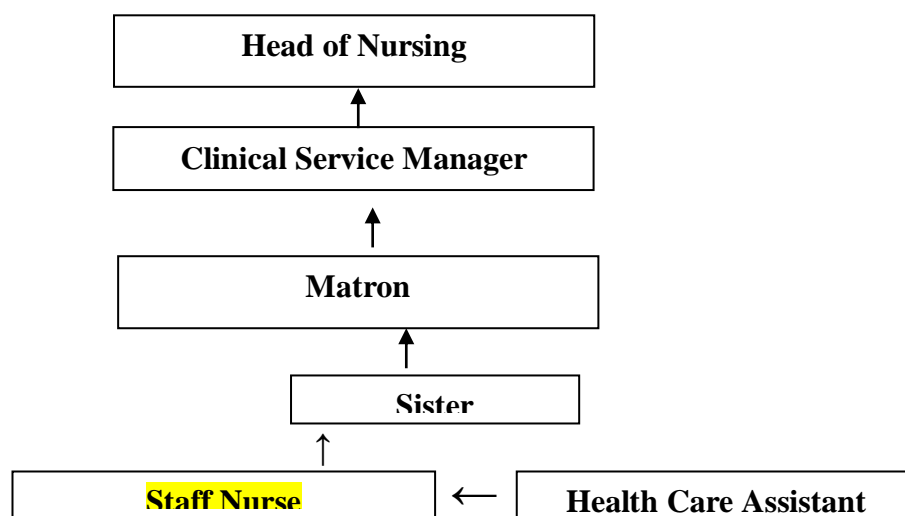 Head of Nursing
Clinical Service Manager
Matron
Sister
Staff Nurse
Health Care Assistant